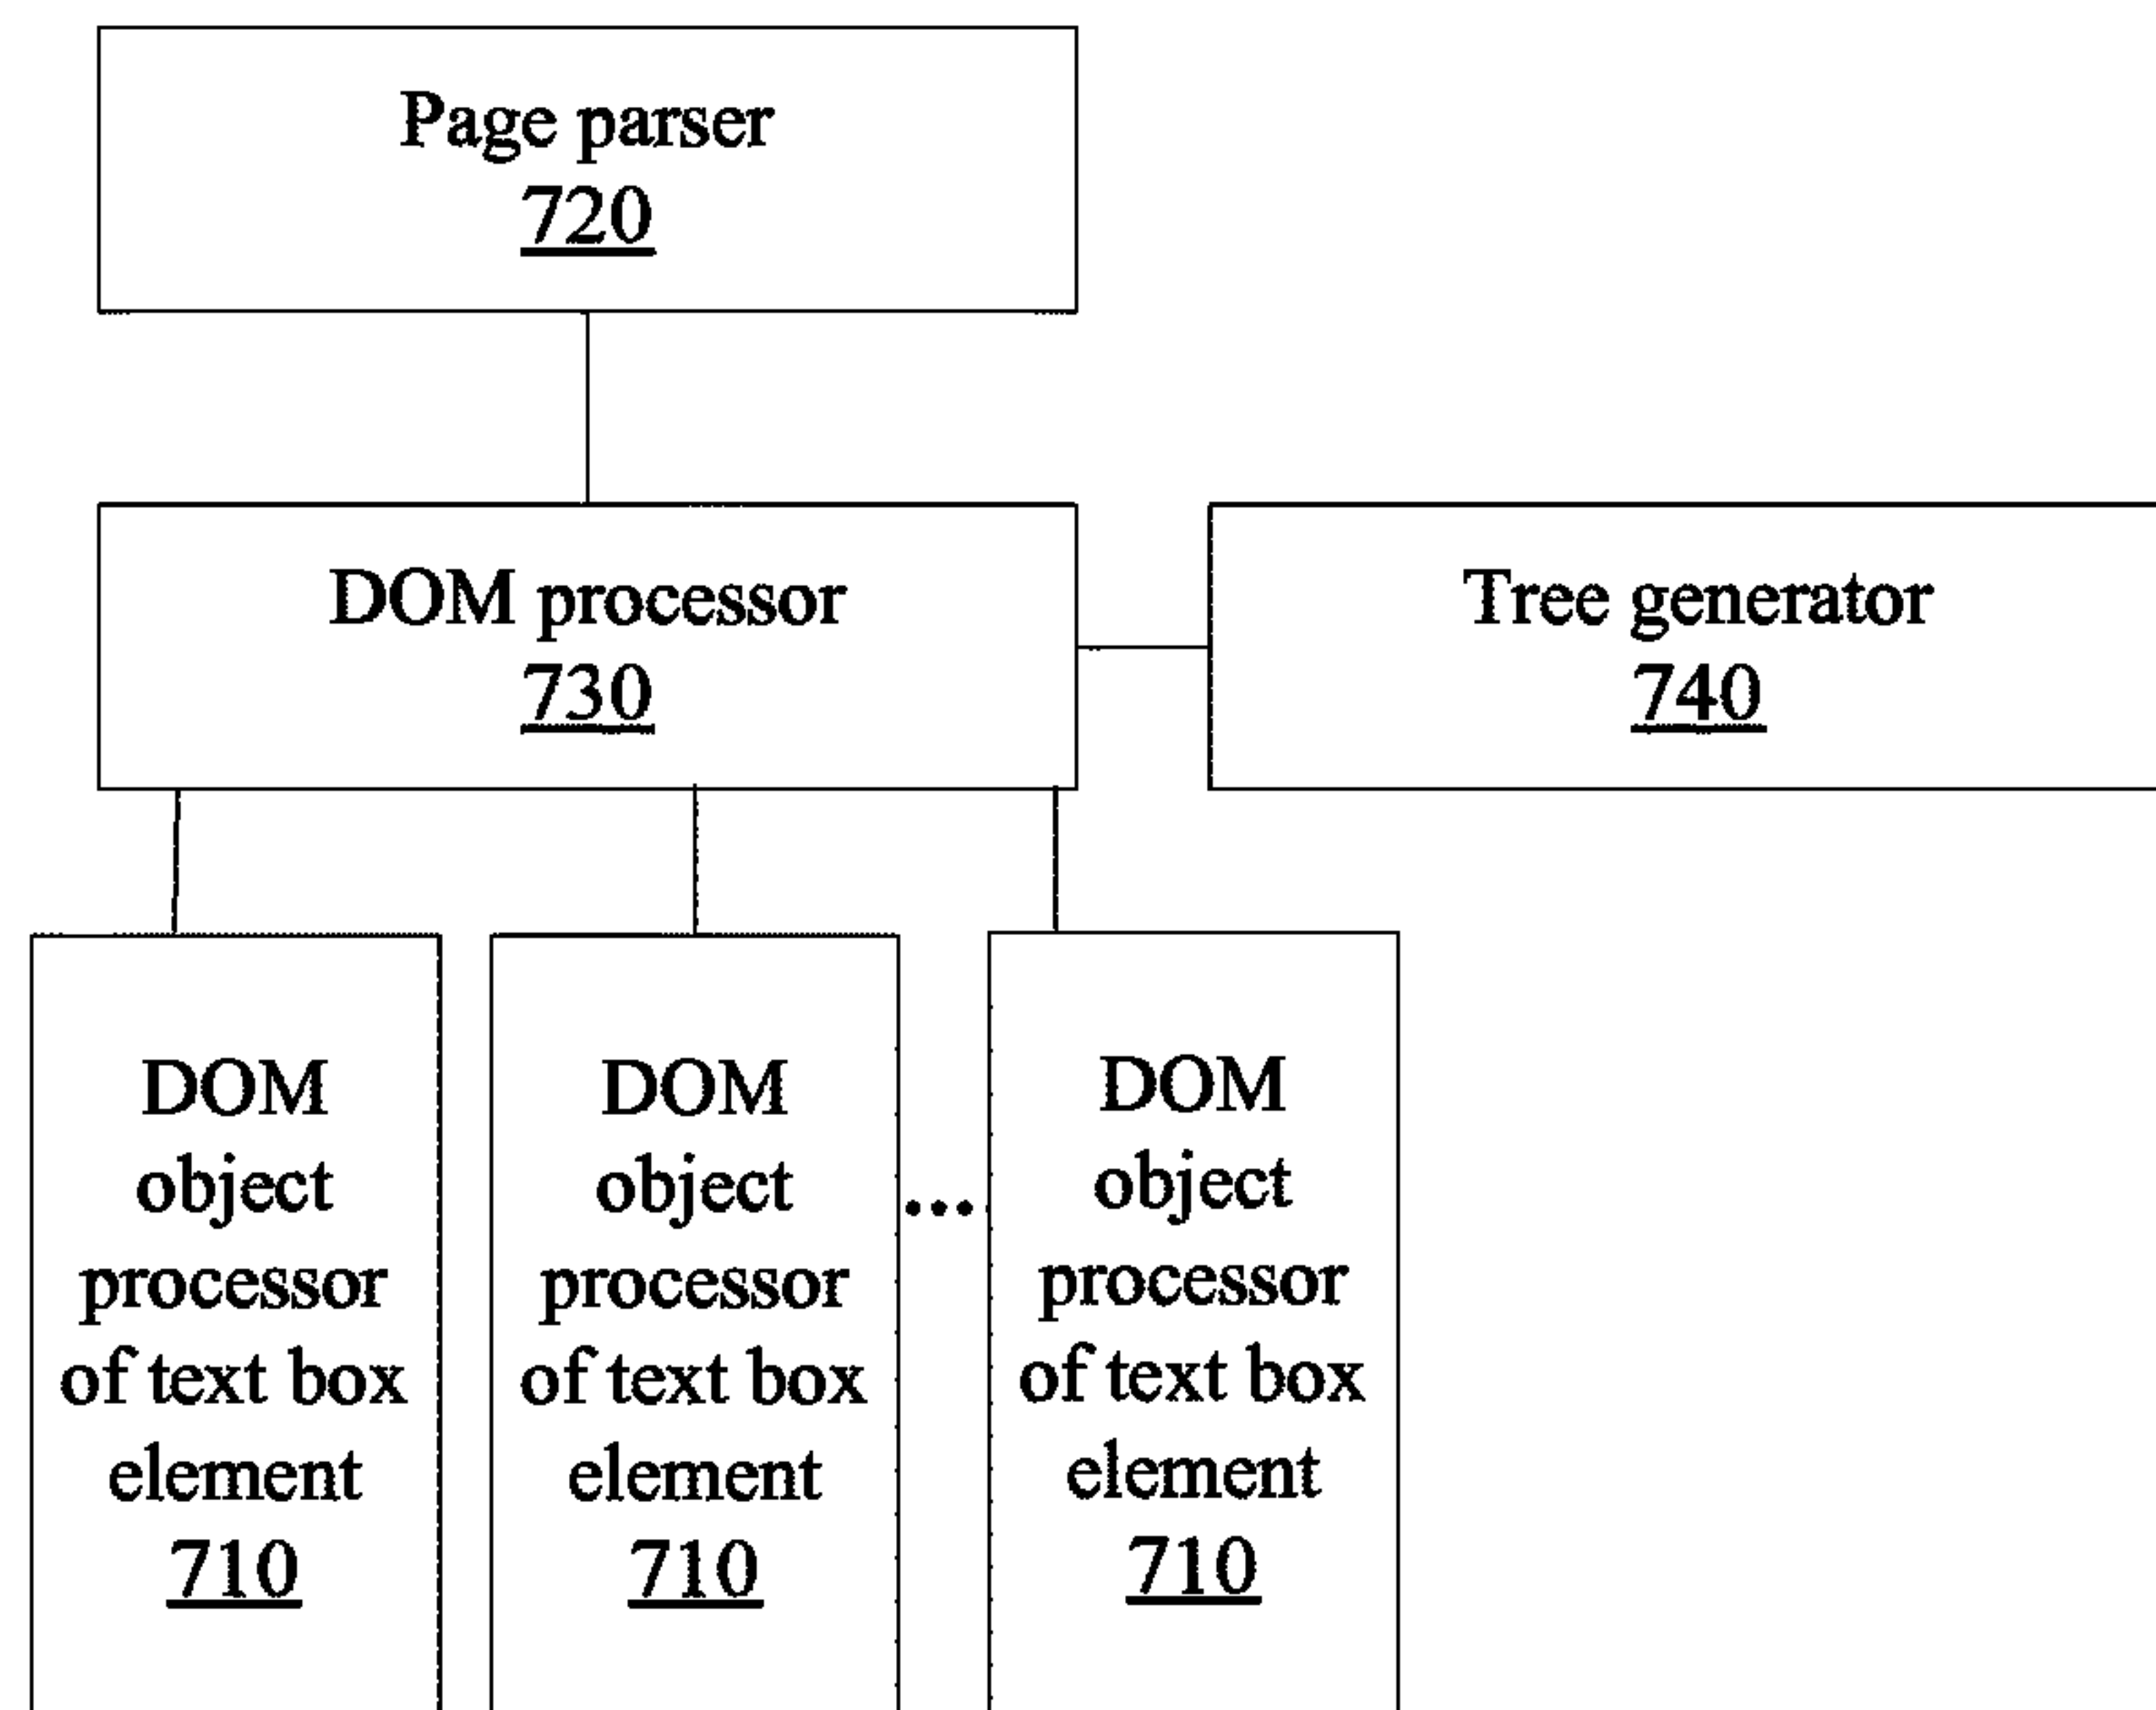 Page parser
720
DOM processor
730
Tree generator
740
DOM
object
processor
of text box
element
710
DOM
object
processor
of text box
element
710
...
DOM
object
processor
of text box
element
710